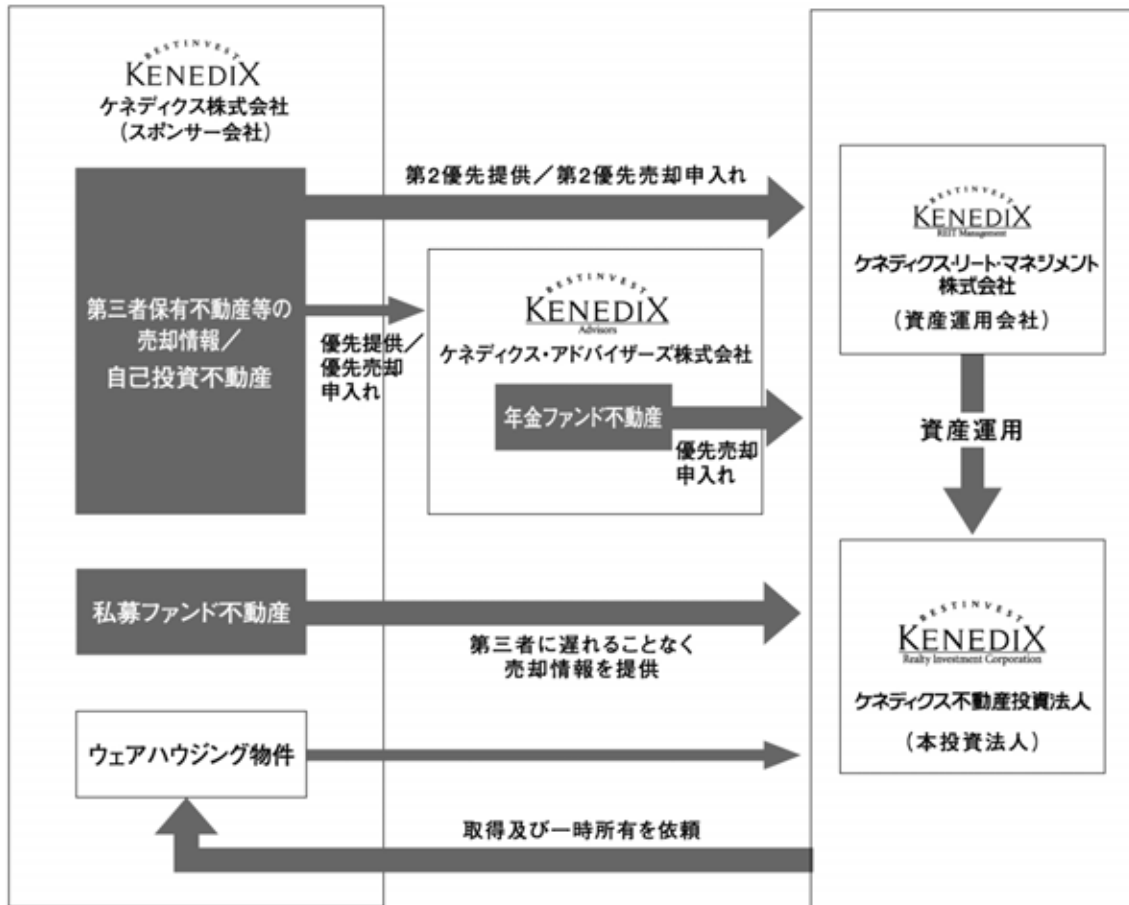 BESTINVEST
KENEDIX
ケネディクス株式会社
(スポンサー会社)
第三者保有不動産等の
売却情報／
自己投資不動産
第2優先提供／第2優先売却申入れ
優先提供／
優先売却
申入れ
BESTINVEST
KENEDIX
Advisors
ケネディクス・アドバイザーズ株式会社
年金ファンド不動産
優先売却
申入れ
BESTINVEST
KENEDIX
REIT Management
ケネディクス・リート・マネジメント
株式会社
(資産運用会社)
資産運用
私募ファンド不動産
第三者に遅れることなく
売却情報を提供
BESTINVEST
KENEDIX
Realty Investment Corporation
ケネディクス不動産投資法人
(本投資法人)
ウェアハウジング物件
取得及び一時所有を依頼